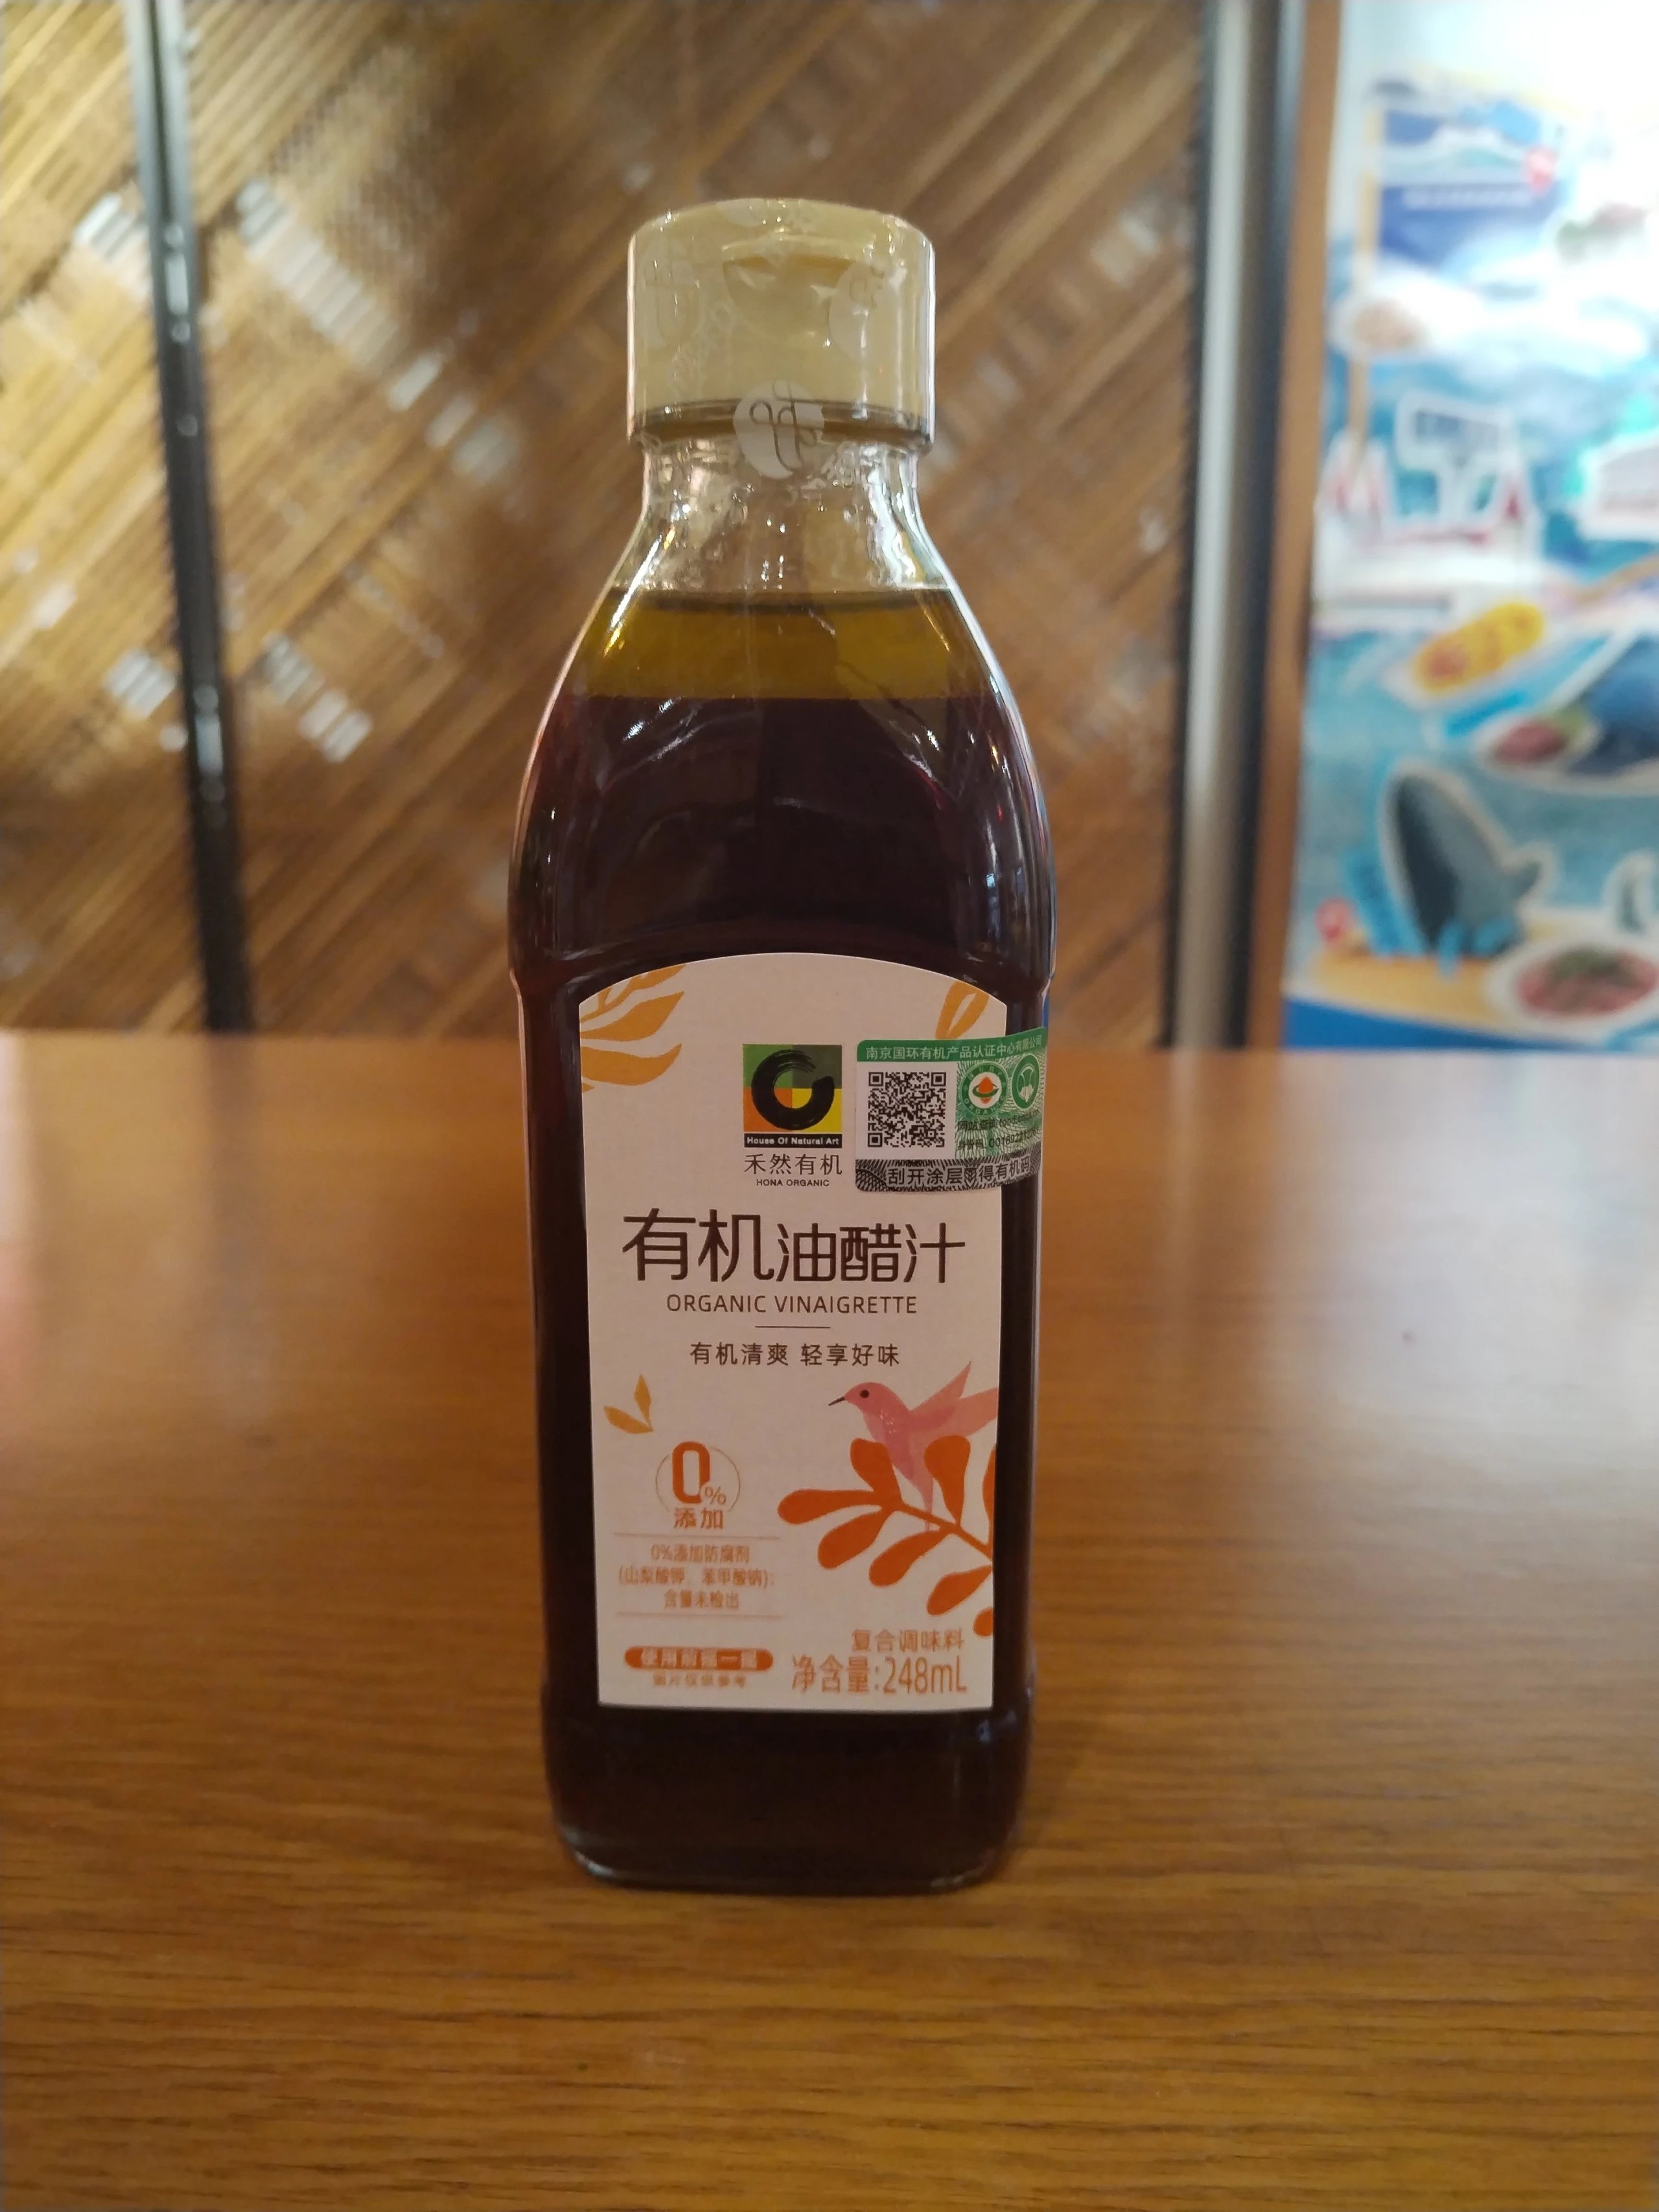 南京国环有机产品认证中心有限公司
House Of Natural Art
禾然有机
HONA ORGANIC
刮开涂层获得有机码
有机油醋汁
ORGANIC VINAIGRETTE
有机清爽 轻享好味
0%
添加
0%添加防腐剂
(山梨酸钾、苯甲酸钠):
含量未检出
使用前摇一摇
图片仅供参考
复合调味料
净含量:248mL